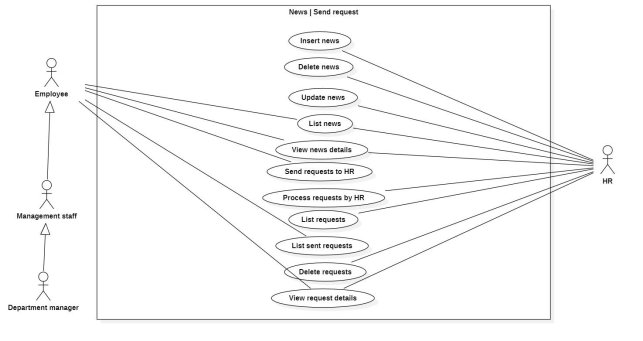 News | Send request
Insert news
Delete news
Employee
Update news
List news
View news details
HR
Send requests to HR
Process requests by HR
Management staff
List requests
List sent requests
Delete requests
View request details
Department manager